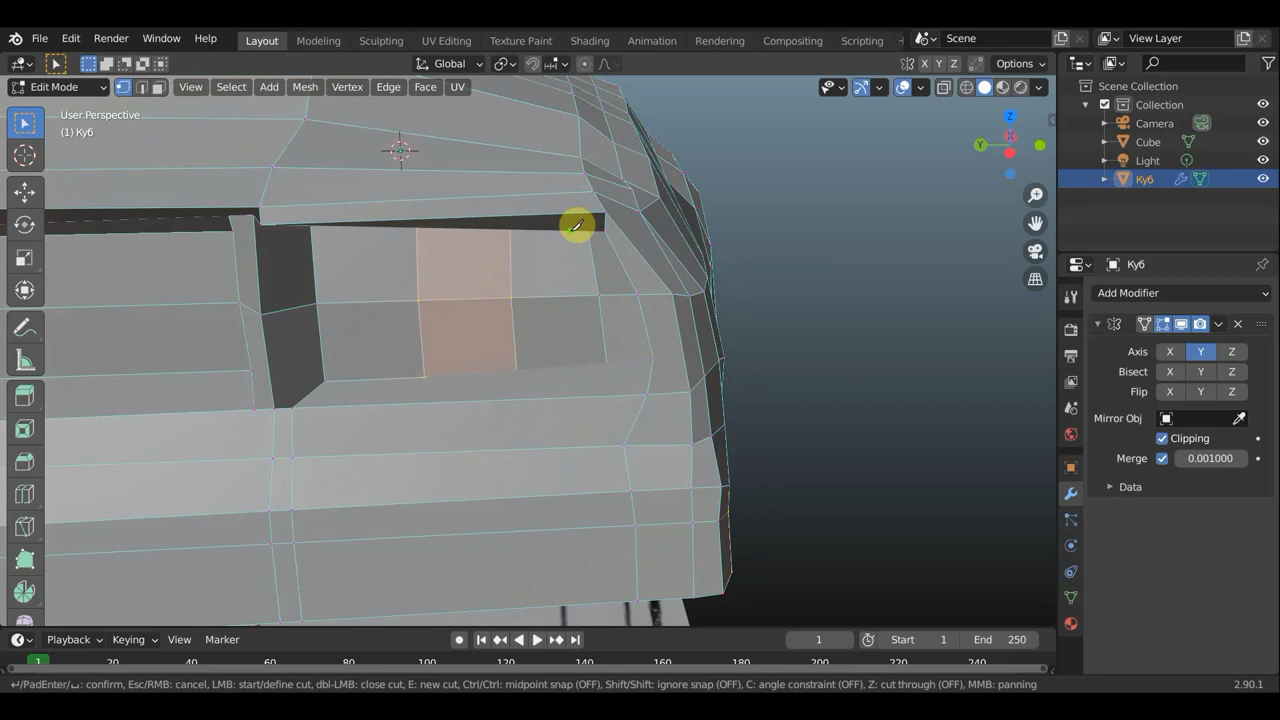 File Edit Render Window Help
Layout Modeling Sculpting UV Editing Texture Paint Shading Animation Rendering Compositing Scripting
Scene
View Layer
Global
X Y Z
Options
Edit Mode
View Select Add Mesh Vertex Edge Face UV
User Perspective
(1) Куб
Z
Y
X
Scene Collection
Collection
Camera
Cube
Light
Куб
Куб
Add Modifier
Axis X Y Z
Bisect X Y Z
Flip X Y Z
Mirror Obj
Clipping
Merge 0.001000
Data
Playback Keying View Marker
1
Start 1
End 250
1 20 40 60 80 100 120 140 160 180 200 220 240
/PadEnter/ : confirm, Esc/RMB: cancel, LMB: start/define cut, dbl-LMB: close cut, E: new cut, Ctrl/Ctrl: midpoint snap (OFF), Shift/Shift: ignore snap (OFF), C: angle constraint (OFF), Z: cut through (OFF), MMB: panning
2.90.1